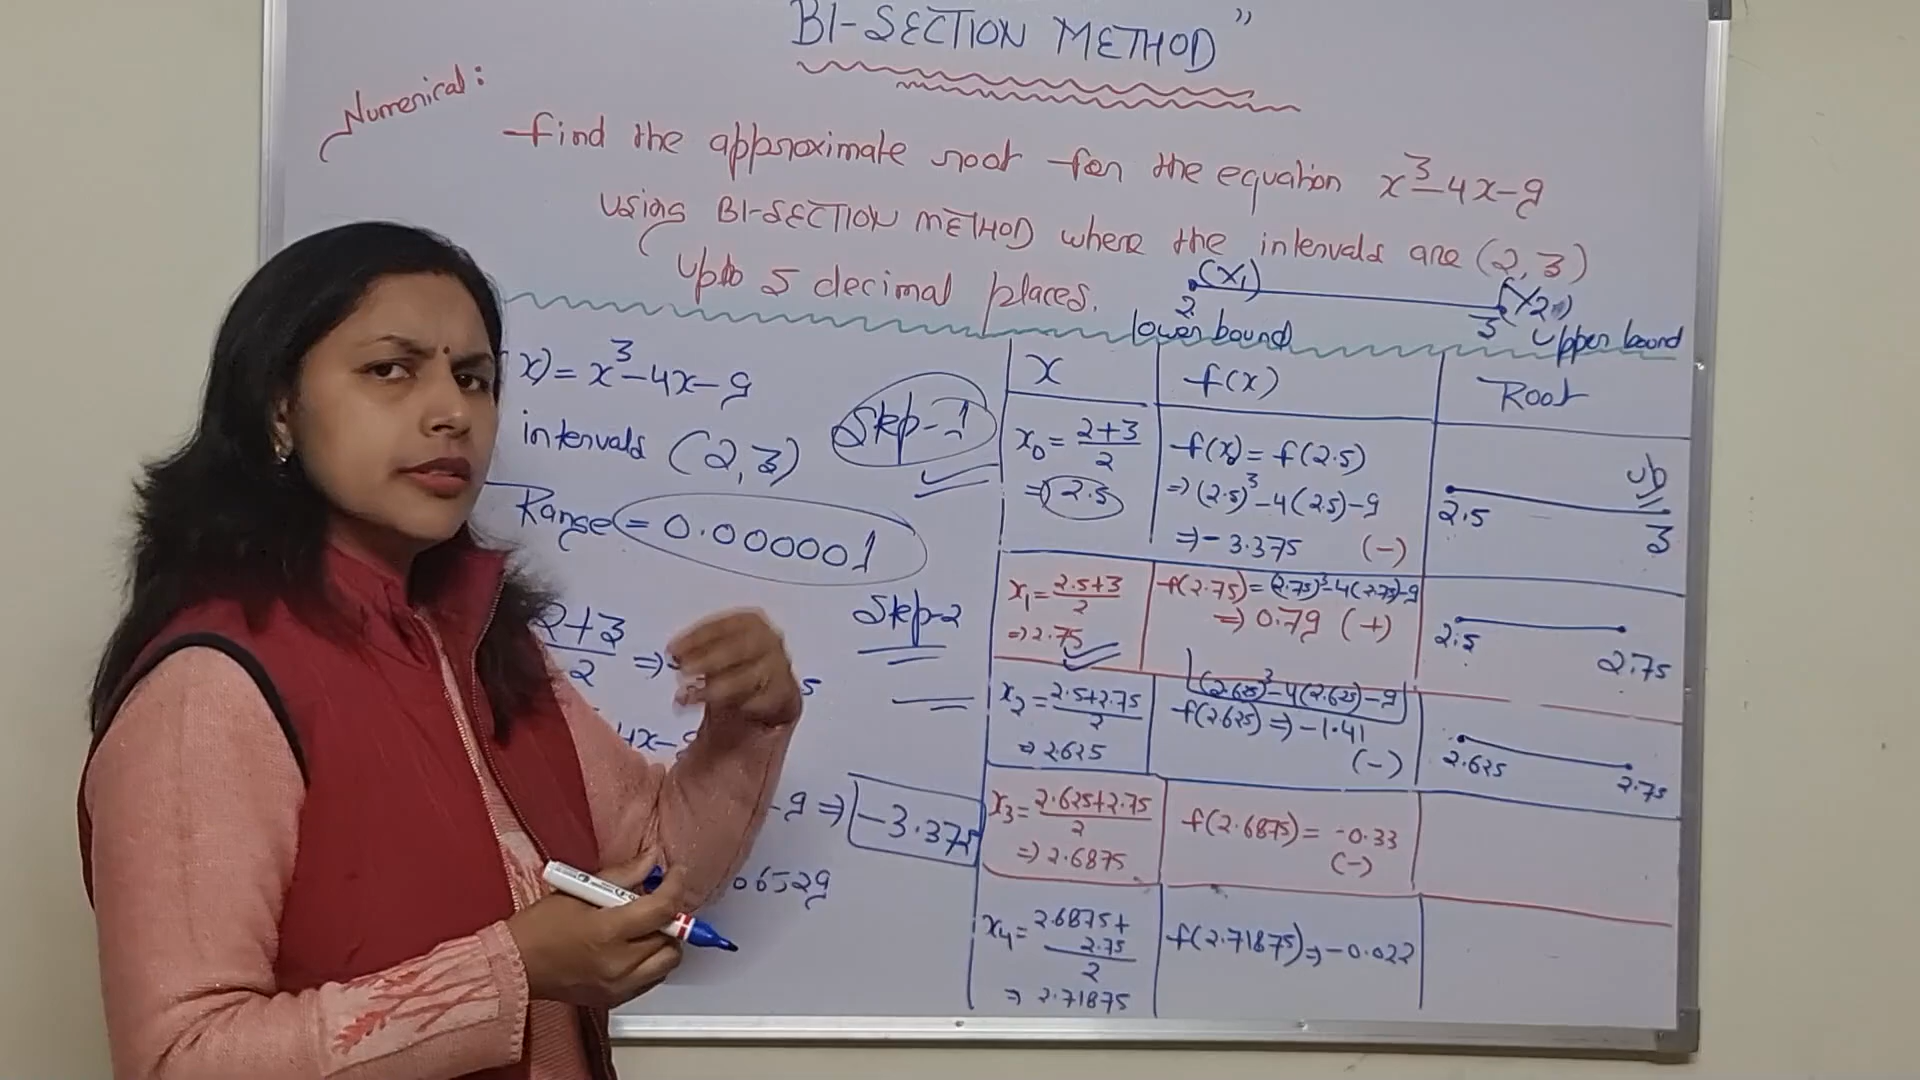 BI-SECTION METHOD"
Numerical:
find the approximate root for the equation x³-4x-9
using BI-SECTION METHOD where the intervals are (2,3)
upto 5 decimal places.
(x1) (x2)
2 3
lower bound Upper bound
x)=x³-4x-9
intervals (2,3)
Range = 0.000001
2+3
2
5
4x-9
-9 ⇒ -3.375
06529
Step-1
Step-2
x f(x) Root
x0= 2+3
2
⇒ 2.5
f(x)= f(2.5)
⇒ (2.5)³-4(2.5)-9
⇒ -3.375 (-)
ub
2.5 3
x1= 2.5+3
2
⇒ 2.75
f(2.75)=(2.75)³-4(2.75)-9
⇒ 0.79 (+)
2.5 2.75
x2= 2.5+2.75
2
⇒ 2.625
(2.625)³-4(2.625)-9
f(2.625) ⇒ -1.41
(-)
2.625 2.75
x3= 2.625+2.75
2
⇒ 2.6875
f(2.6875)= -0.33
(-)
x4= 2.6875+
2.75
2
⇒ 2.71875
f(2.71875)⇒ -0.022